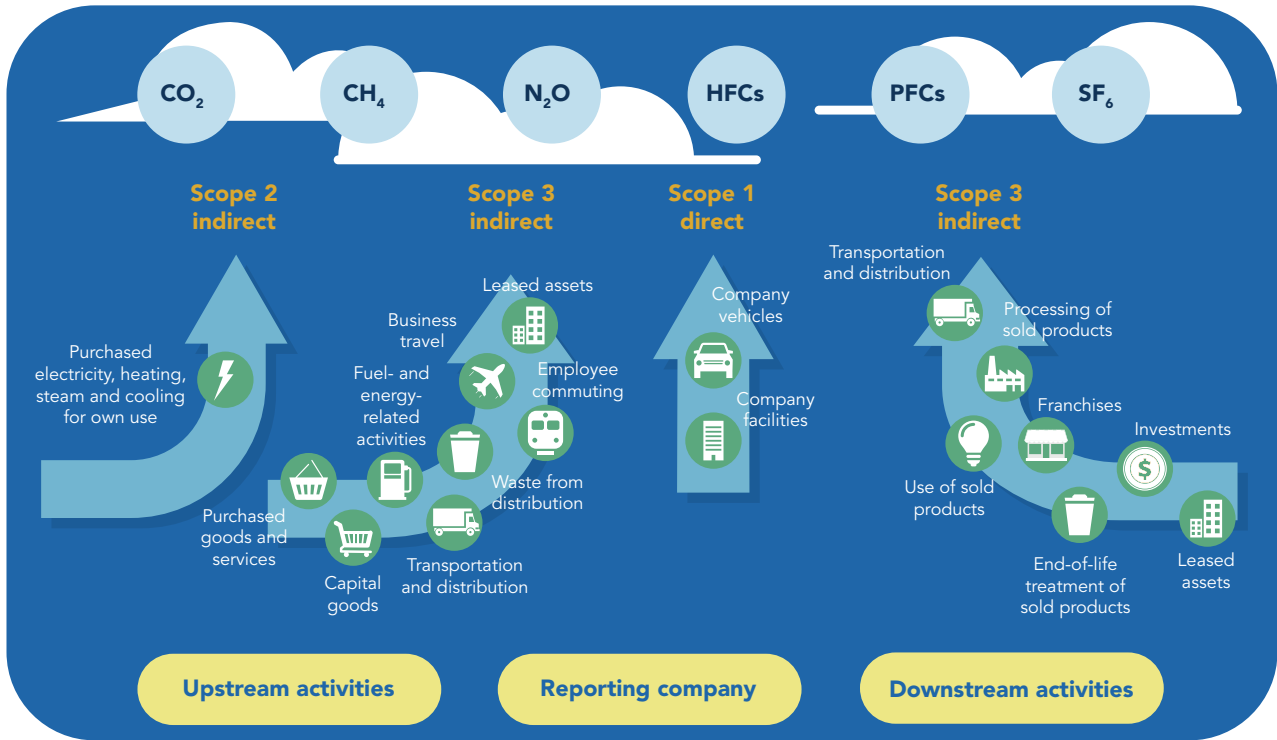 CO₂
CH₄
N₂O
HFCs
PFCs
SF₆
Scope 2
indirect
Scope 3
indirect
Scope 1
direct
Scope 3
indirect
Purchased
electricity, heating,
steam and cooling
for own use
Purchased
goods and
services
Capital
goods
Fuel- and
energy-
related
activities
Transportation
and distribution
Waste from
distribution
Business
travel
Employee
commuting
Leased assets
Company
vehicles
Company
facilities
Transportation
and distribution
Processing of
sold products
Use of sold
products
Franchises
End-of-life
treatment of
sold products
Investments
$
Leased
assets
Upstream activities
Reporting company
Downstream activities